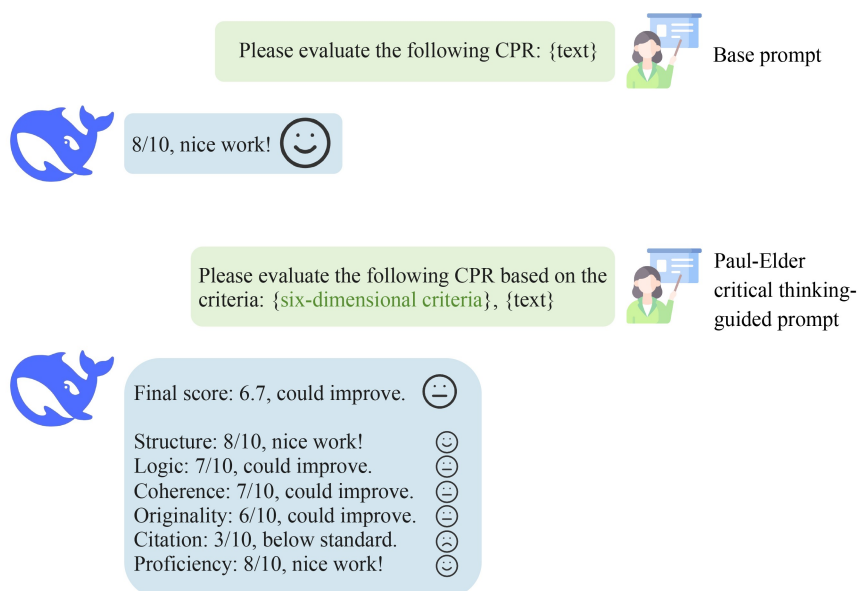 Please evaluate the following CPR: {text}
Base prompt
8/10, nice work!
Please evaluate the following CPR based on the
criteria: {six-dimensional criteria}, {text}
Paul-Elder
critical thinking-
guided prompt
Final score: 6.7, could improve.
Structure: 8/10, nice work!
Logic: 7/10, could improve.
Coherence: 7/10, could improve.
Originality: 6/10, could improve.
Citation: 3/10, below standard.
Proficiency: 8/10, nice work!